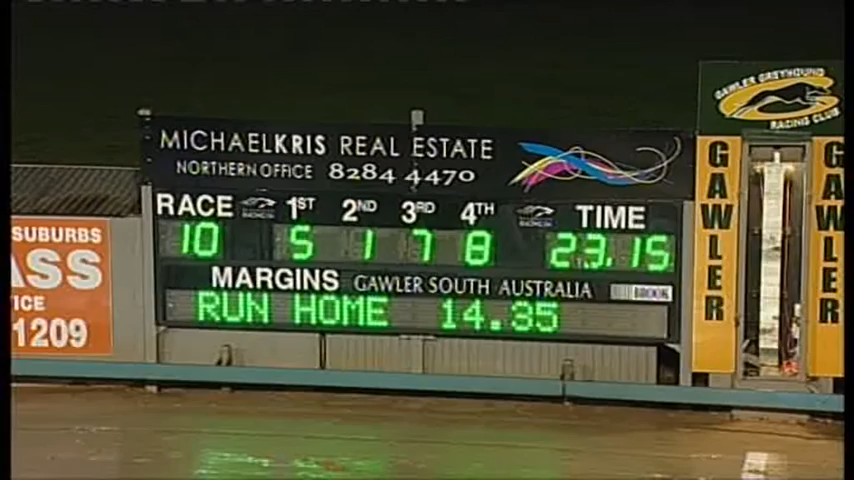 GAWLER GREYHOUND
RACING CLUB
MICHAELKRIS REAL ESTATE
NORTHERN OFFICE 8284 4470
RACE 1ST 2ND 3RD 4TH TIME
10 5 1 7 8 23.15
MARGINS GAWLER SOUTH AUSTRALIA
RUN HOME 14.35
SUBURBS
ASS
ICE
1209
GAWLER
GAWLER